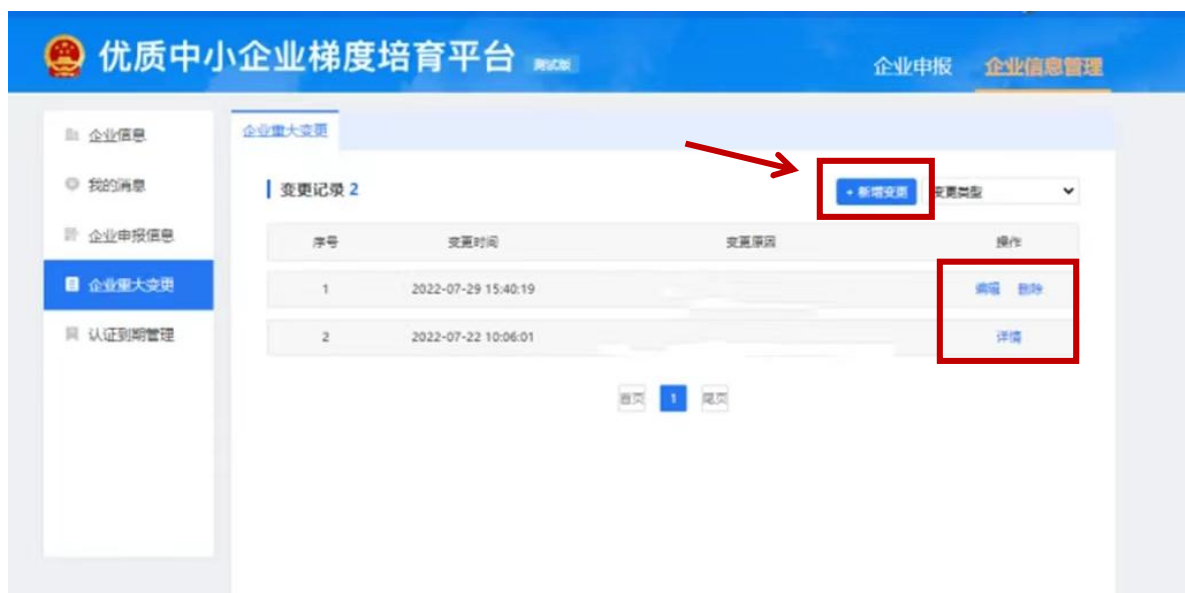 优质中小企业梯度培育平台 测试版
企业申报 企业信息管理
企业信息
我的消息
企业申报信息
企业重大变更
认证到期管理
企业重大变更
变更记录 2
+ 新增变更 变更类型
序号 变更时间 变更原因 操作
1 2022-07-29 15:40:19 编辑 删除
2 2022-07-22 10:06:01 详情
首页 1 尾页